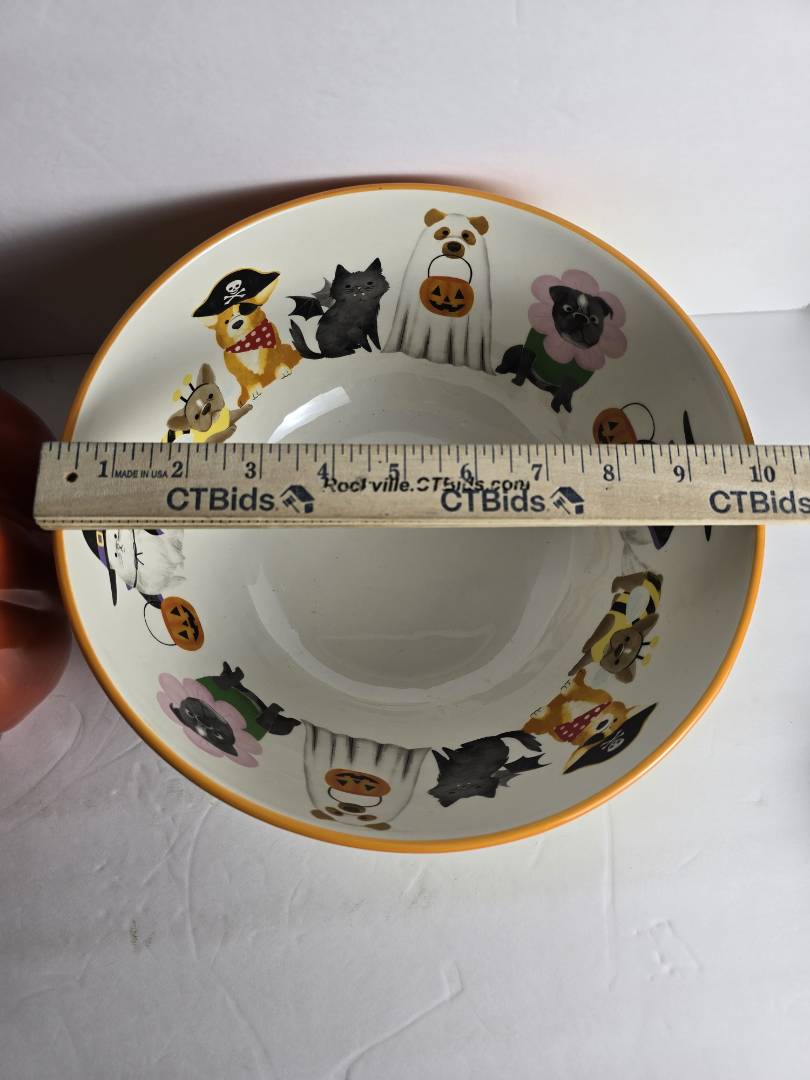 1 MADE IN USA 2 3 4 5 6 7 8 9 10
Rockville.CTBids.com
CTBids. CTBids. CTBids